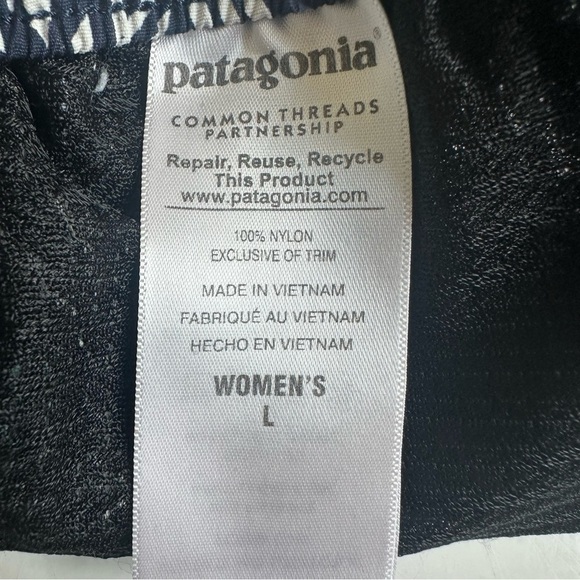 patagonia®
COMMON THREADS
PARTNERSHIP
Repair, Reuse, Recycle
This Product
www.patagonia.com
100% NYLON
EXCLUSIVE OF TRIM
MADE IN VIETNAM
FABRIQUÉ AU VIETNAM
HECHO EN VIETNAM
WOMEN'S
L